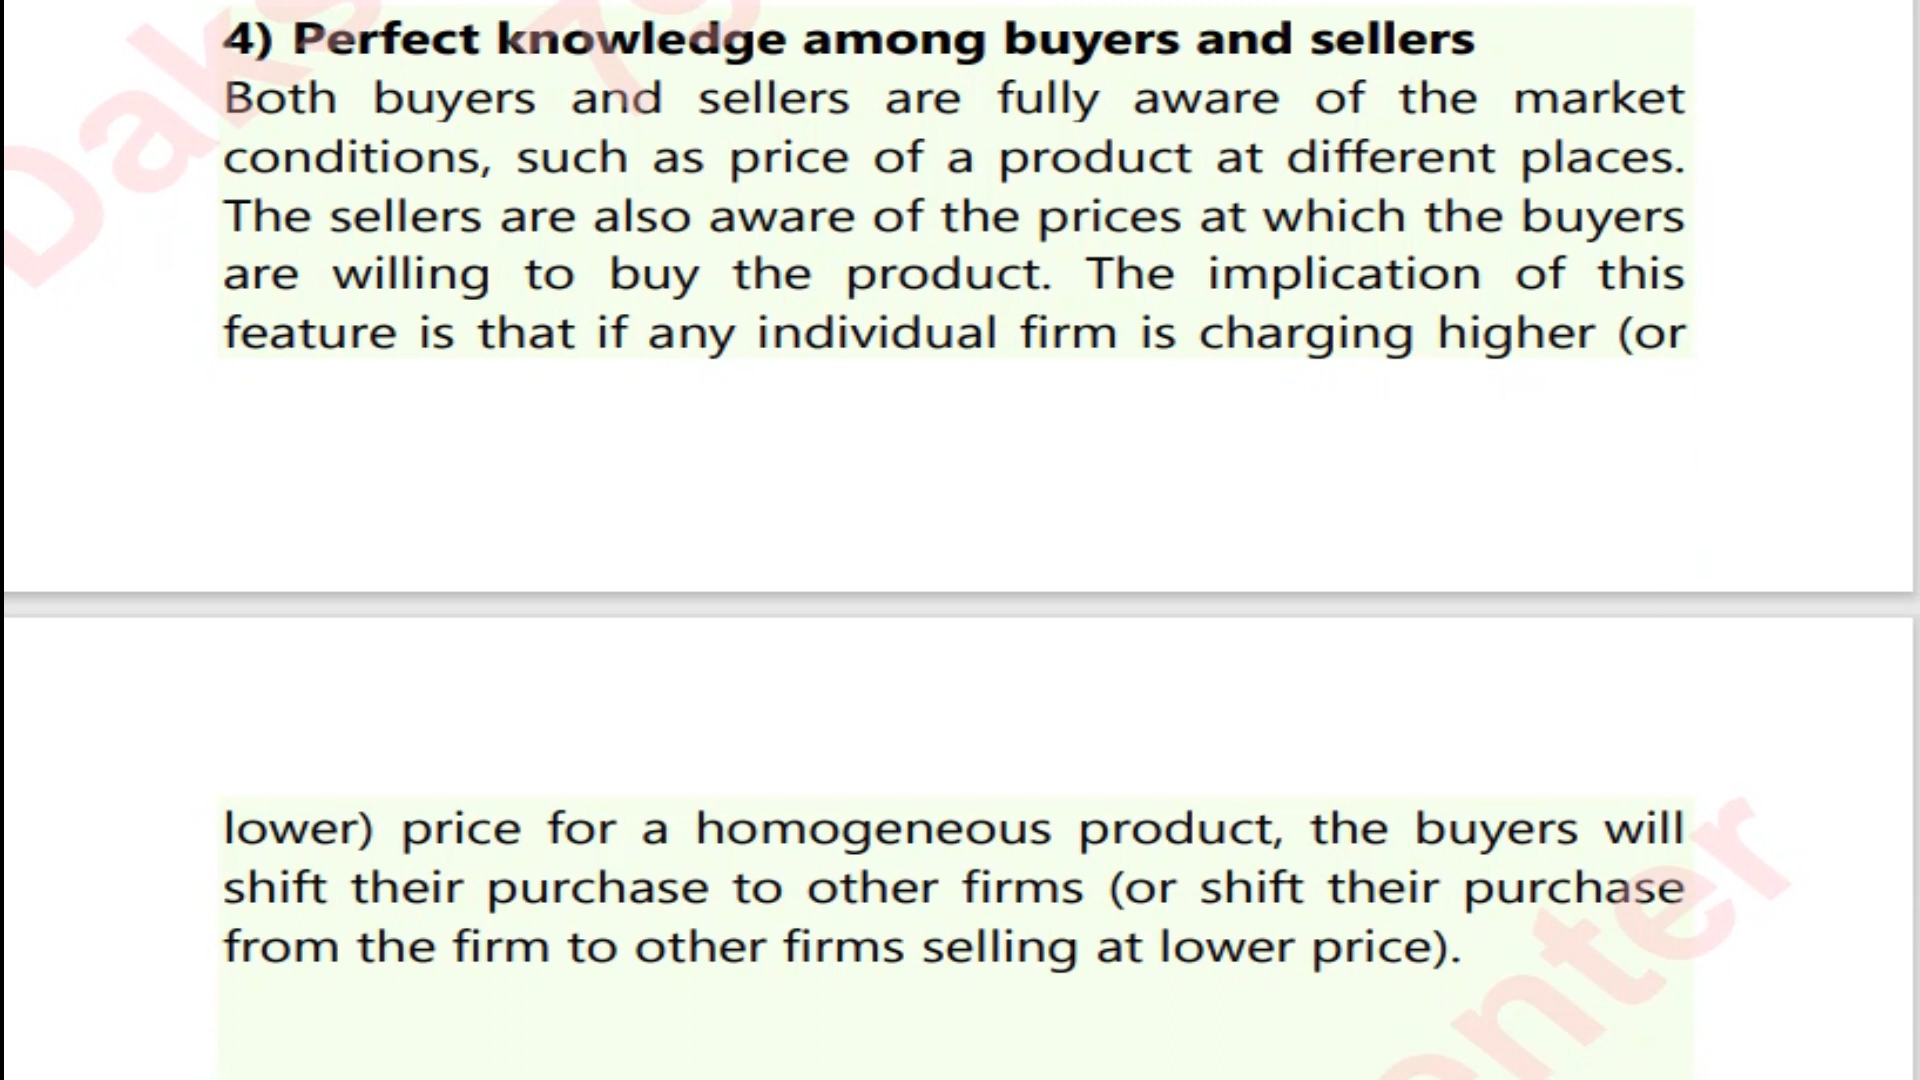 4) Perfect knowledge among buyers and sellers
Both buyers and sellers are fully aware of the market
conditions, such as price of a product at different places.
The sellers are also aware of the prices at which the buyers
are willing to buy the product. The implication of this
feature is that if any individual firm is charging higher (or
lower) price for a homogeneous product, the buyers will
shift their purchase to other firms (or shift their purchase
from the firm to other firms selling at lower price).